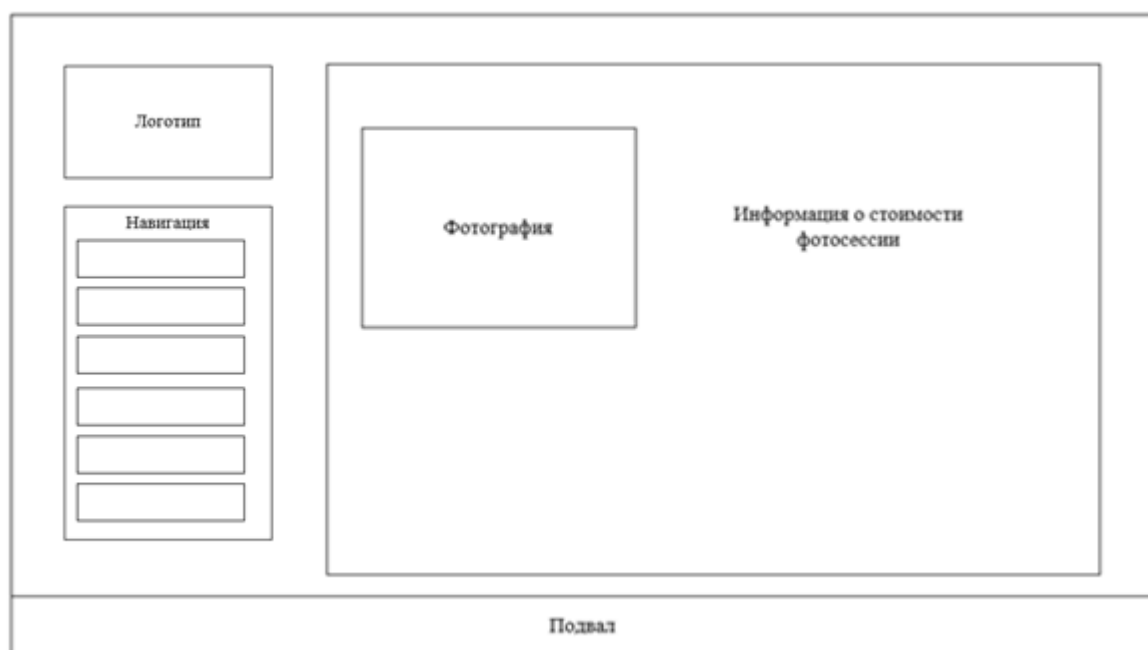 Логотип
Навигация
Фотография
Информация о стоимости
фотосессии
Подвал